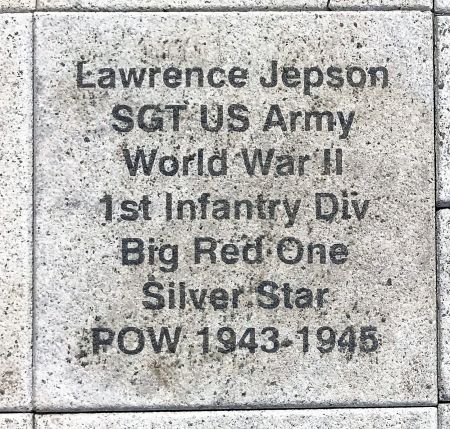 Lawrence Jepson
SGT US Army
World War II
1st Infantry Div
Big Red One
Silver Star
POW 1943-1945